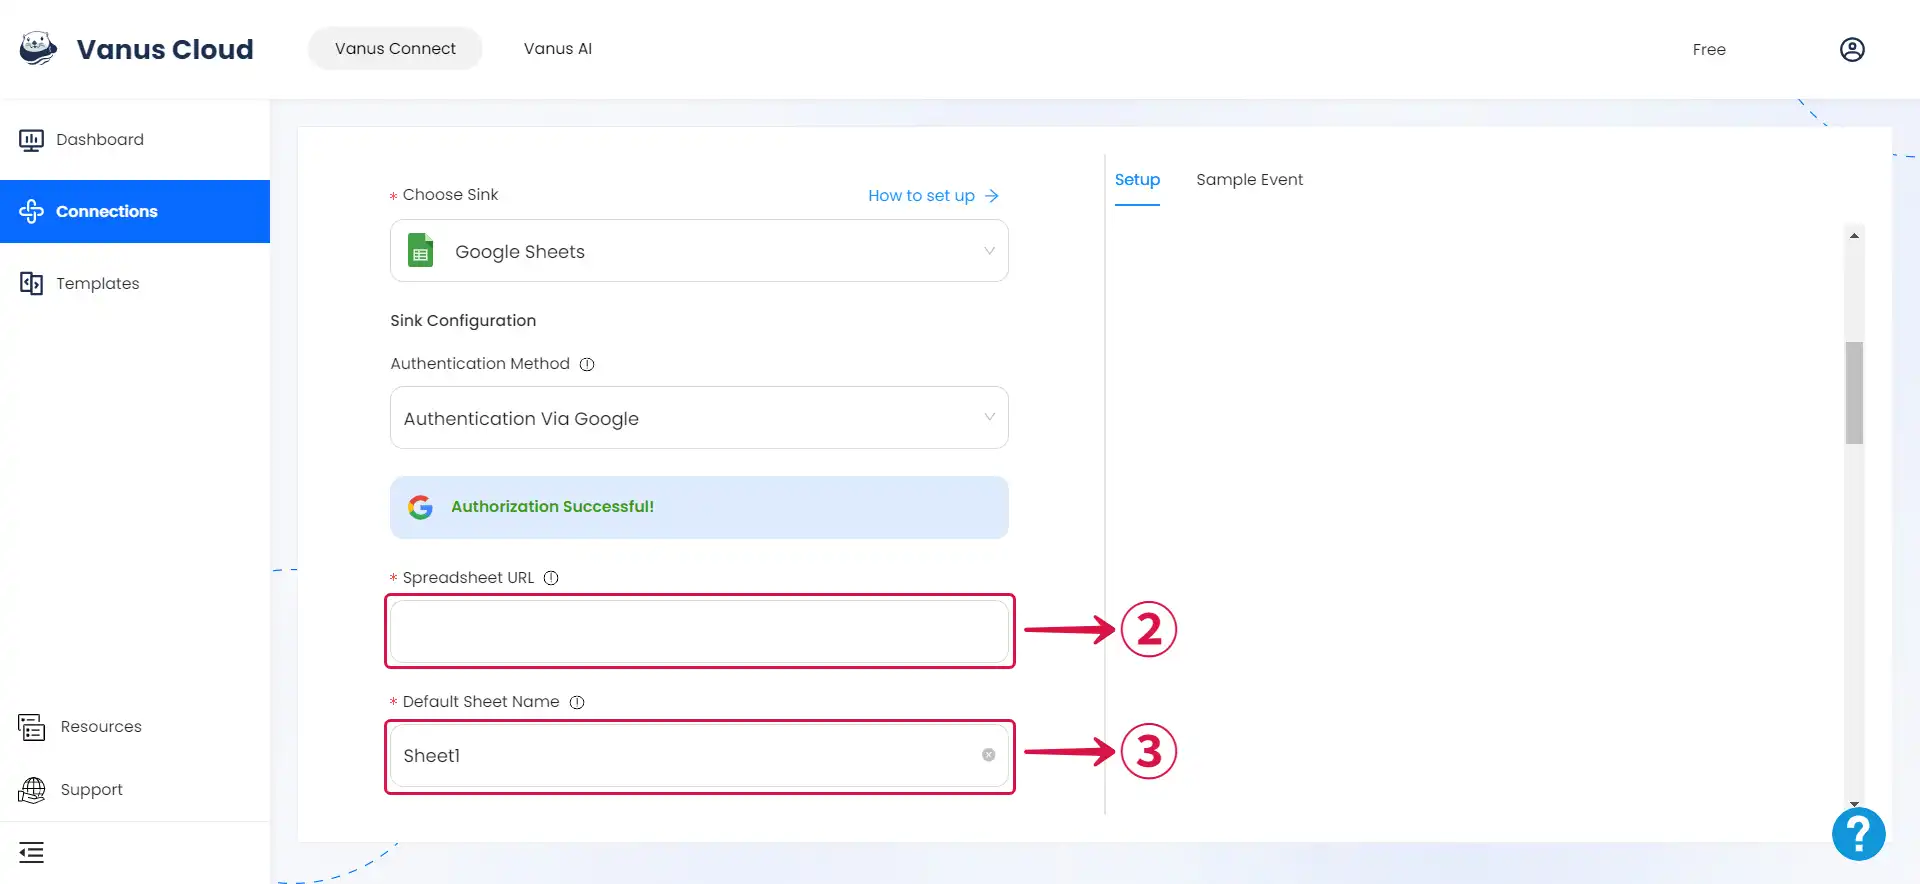 Vanus Cloud
Vanus Connect
Vanus AI
Free
Dashboard
Connections
Templates
Resources
Support
* Choose Sink
How to set up →
Google Sheets
Sink Configuration
Authentication Method
Authentication Via Google
Authorization Successful!
* Spreadsheet URL
2
* Default Sheet Name
Sheet1
3
Setup
Sample Event
?